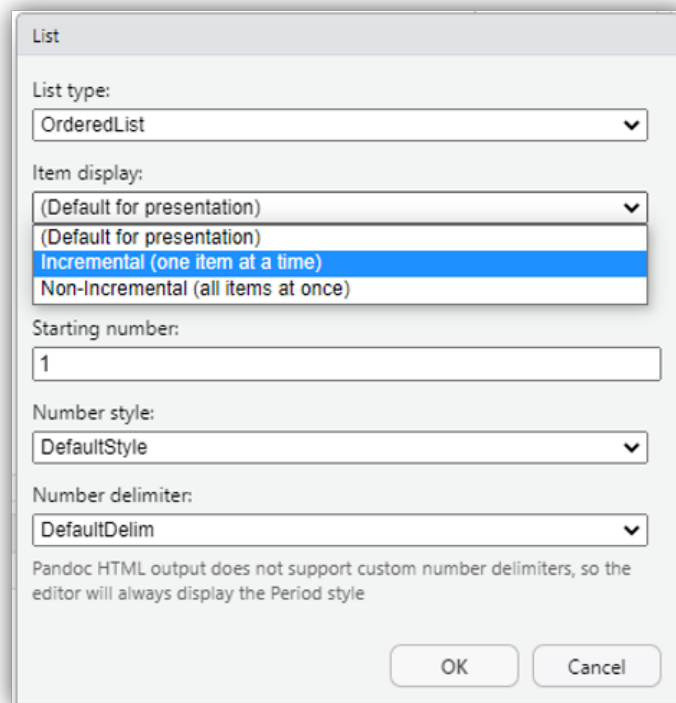 List
List type:
OrderedList
Item display:
(Default for presentation)
(Default for presentation)
Incremental (one item at a time)
Non-Incremental (all items at once)
Starting number:
1
Number style:
DefaultStyle
Number delimiter:
DefaultDelim
Pandoc HTML output does not support custom number delimiters, so the
editor will always display the Period style
OK
Cancel